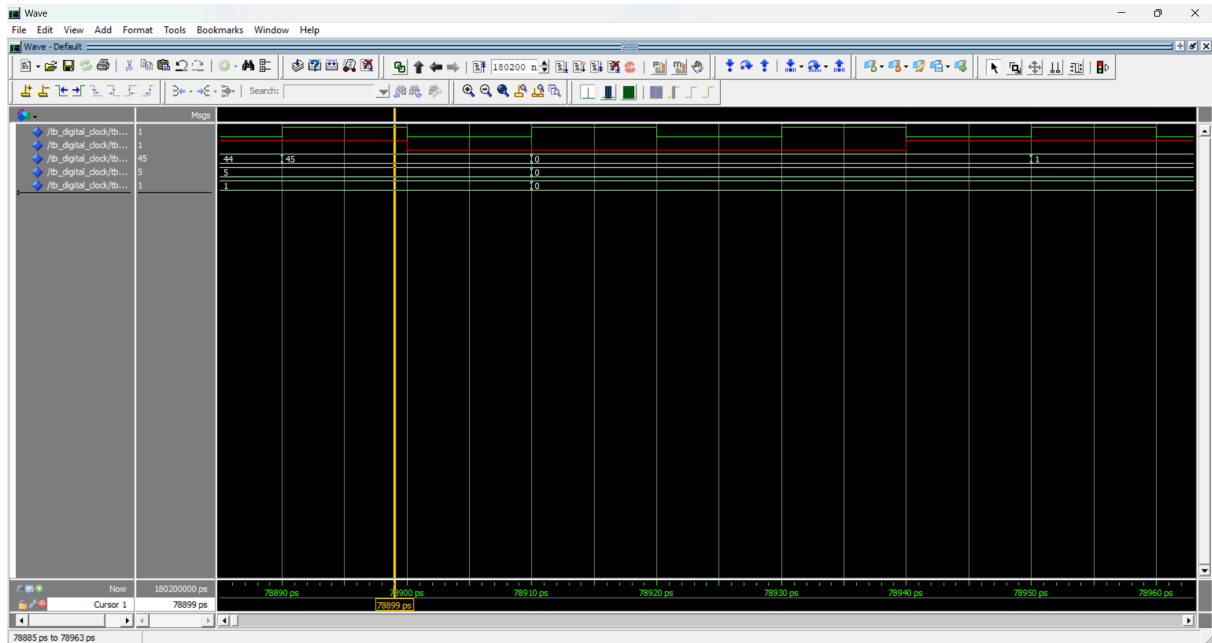 Wave
File Edit View Add Format Tools Bookmarks Window Help
Wave - Default
180200 n
Search:
Msgs
/tb_digital_clock/tb... 1
/tb_digital_clock/tb... 1
/tb_digital_clock/tb... 45 44 45 0 1
/tb_digital_clock/tb... 5 5 0
/tb_digital_clock/tb... 1 1 0
Now 180200000 ps 78890 ps 78900 ps 78910 ps 78920 ps 78930 ps 78940 ps 78950 ps 78960 ps
Cursor 1 78899 ps 78899 ps
78885 ps to 78963 ps